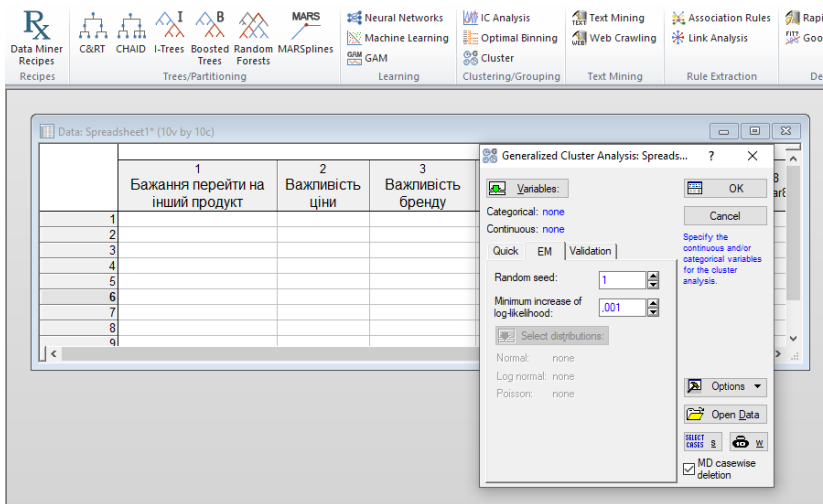 MARS
Neural Networks
IC Analysis
Text Mining
Association Rules
Rapi
Data Miner Recipes
C&RT
CHAID
I-Trees
Boosted Trees
Random Forests
MARSplines
Machine Learning
Optimal Binning
Web Crawling
Link Analysis
Goo
GAM
Cluster
Recipes
Trees/Partitioning
Learning
Clustering/Grouping
Text Mining
Rule Extraction
De
Data: Spreadsheet1* (10v by 10c)
1
Бажання перейти на
інший продукт
2
Важливість
ціни
3
Важливість
бренду
1
2
3
4
5
6
7
8
9
Generalized Cluster Analysis: Spreads...
Variables:
OK
Categorical: none
Cancel
Continuous: none
Specify the
continuous and/or
categorical variables
for the cluster
analysis.
Quick
EM
Validation
Random seed:
1
Minimum increase of
log-likelihood:
.001
Select distributions:
Normal: none
Log normal: none
Poisson: none
Options
Open Data
SELECT CASES
S
W
MD casewise
deletion